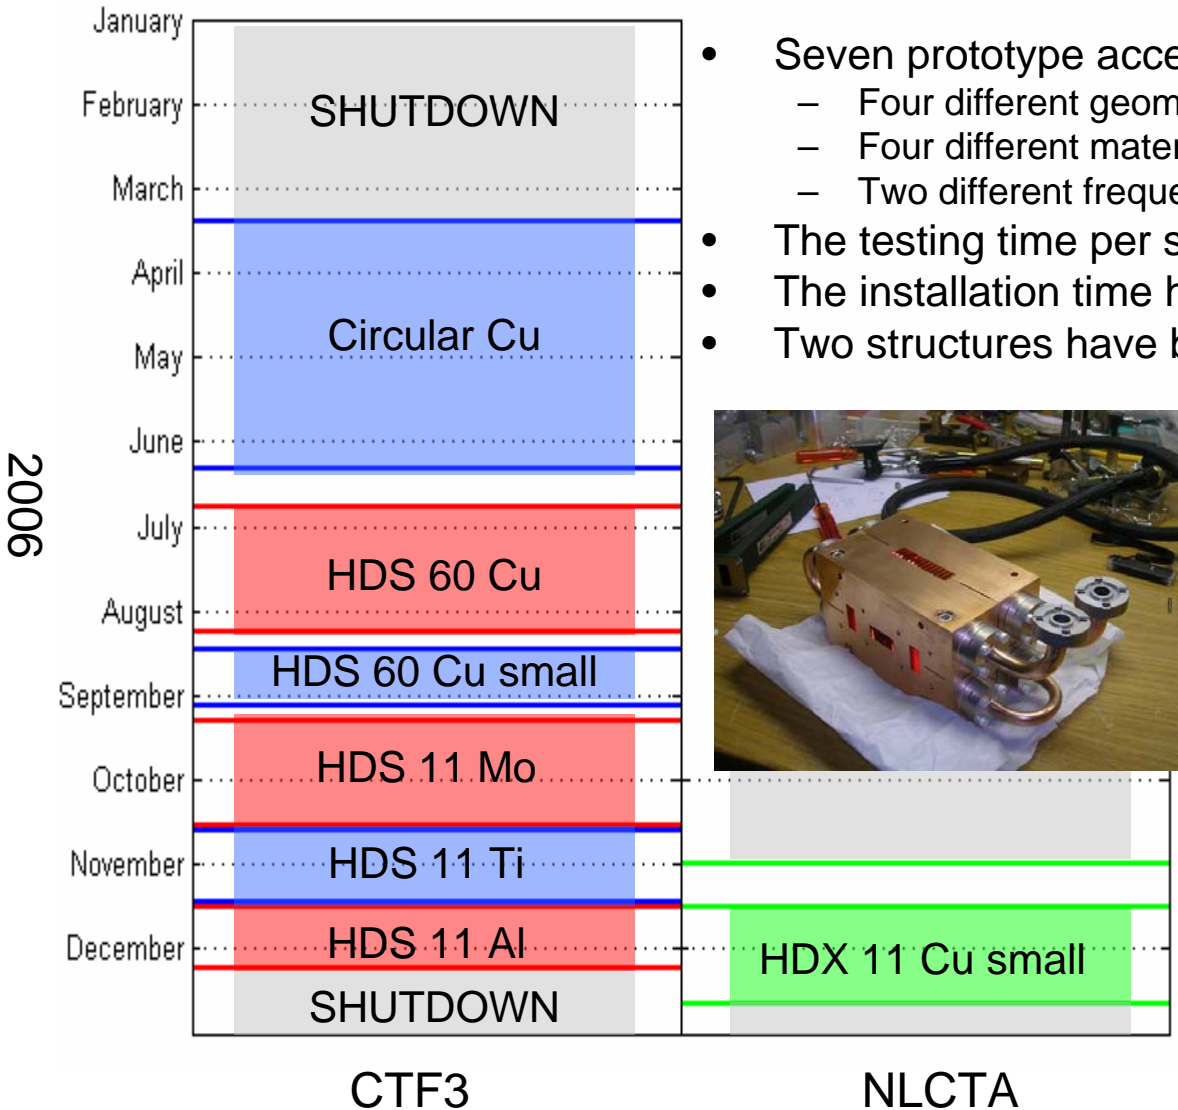 January
February
March
April
May
June
July
August
September
October
November
December
2006
SHUTDOWN
Circular Cu
HDS 60 Cu
HDS 60 Cu small
HDS 11 Mo
HDS 11 Ti
HDS 11 Al
SHUTDOWN
CTF3
• Seven prototype acce
– Four different geom
– Four different mater
– Two different freque
• The testing time per s
• The installation time h
• Two structures have b
HDX 11 Cu small
NLCTA